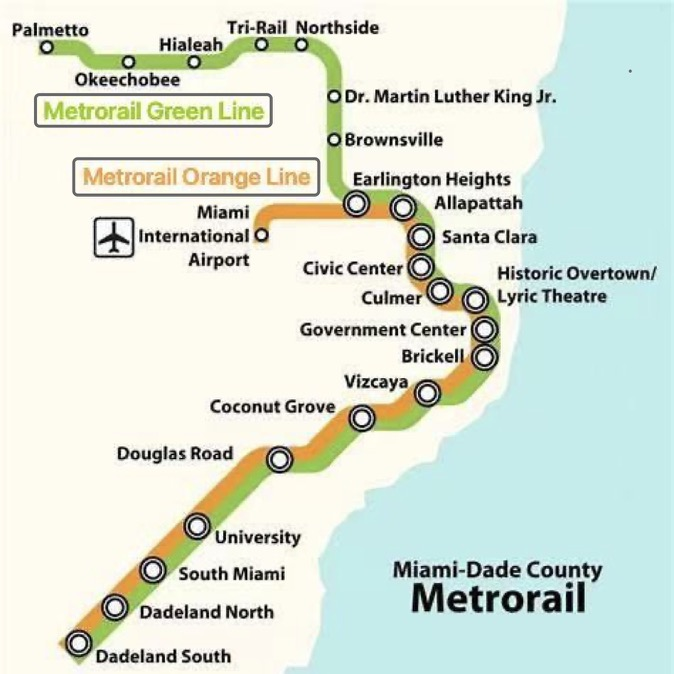 Palmetto
Tri-Rail Northside
Hialeah
Okeechobee
Metrorail Green Line
Dr. Martin Luther King Jr.
Brownsville
Metrorail Orange Line
Earlington Heights
Allapattah
Miami
International
Airport
Santa Clara
Civic Center
Culmer
Historic Overtown/
Lyric Theatre
Government Center
Brickell
Vizcaya
Coconut Grove
Douglas Road
University
South Miami
Dadeland North
Dadeland South
Miami-Dade County
Metrorail